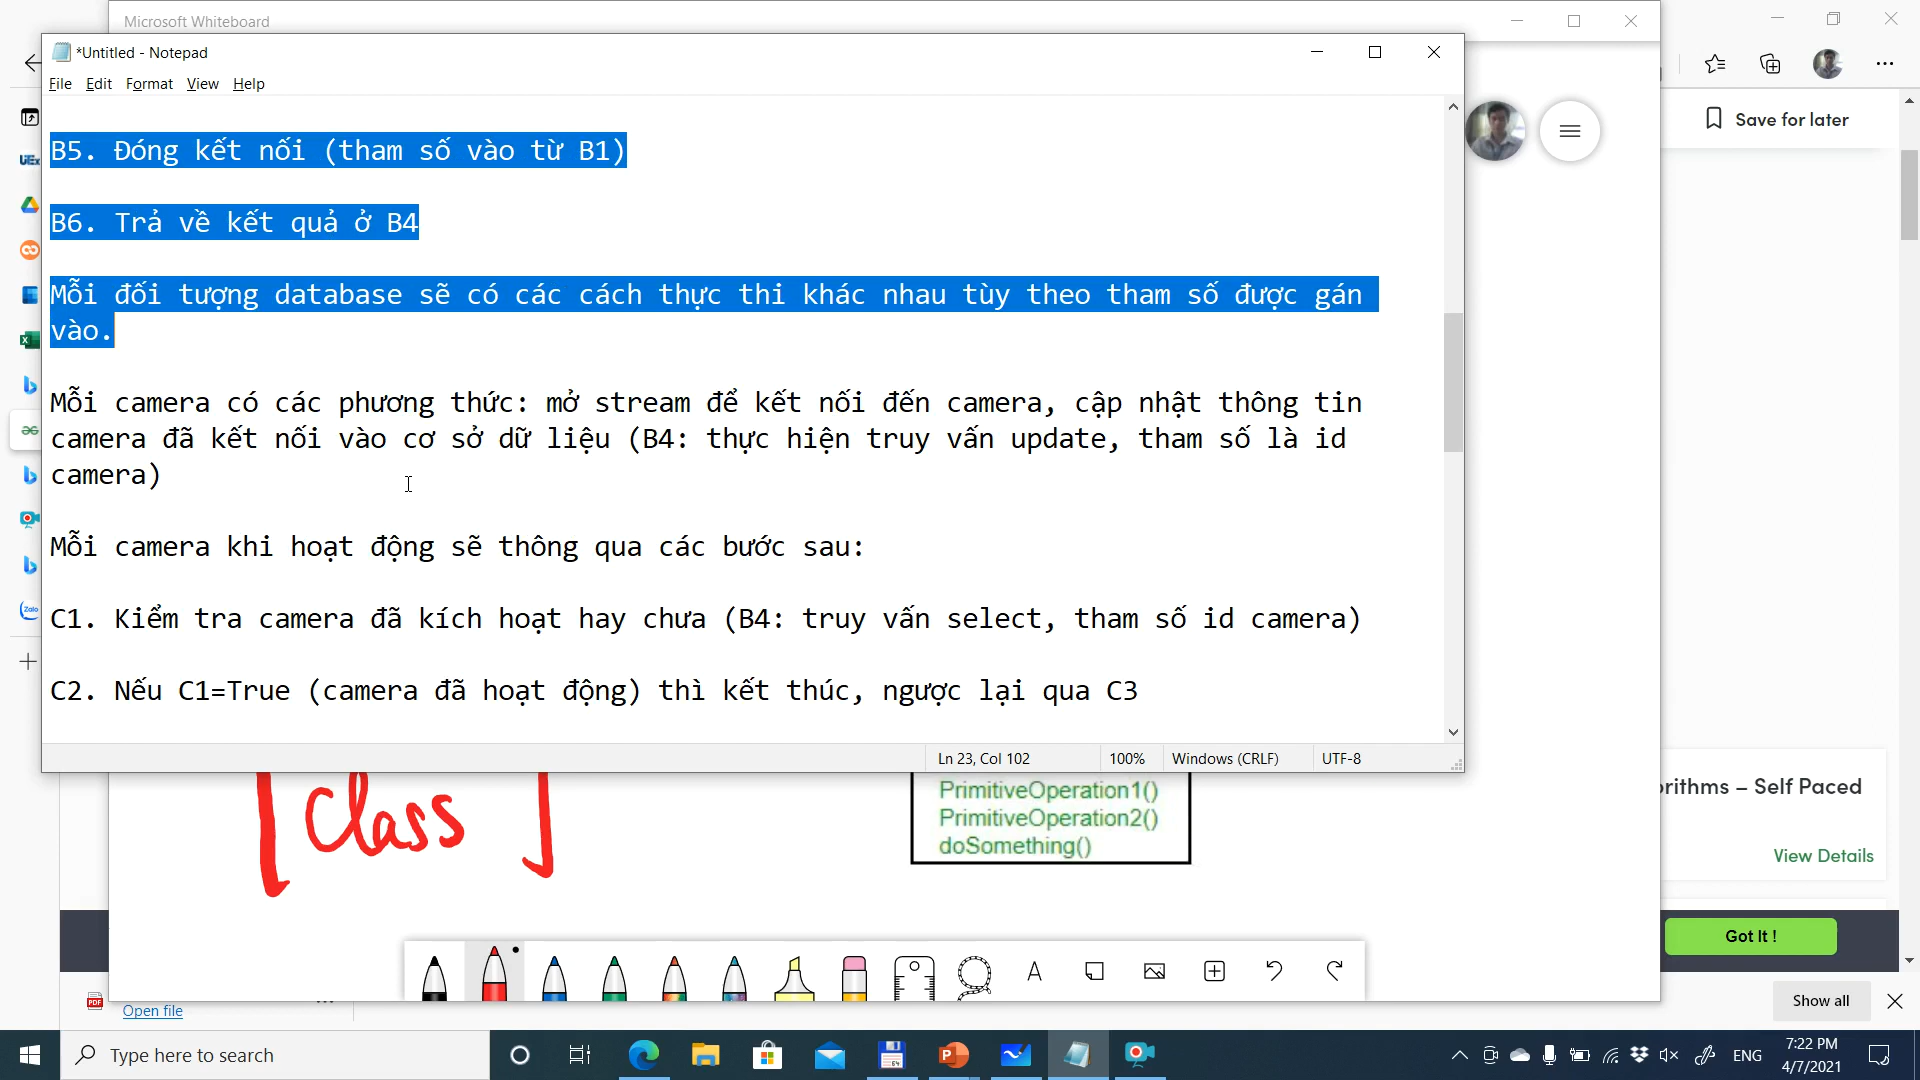 Microsoft Whiteboard
*Untitled - Notepad
File Edit Format View Help
B5. Đóng kết nối (tham số vào từ B1)
B6. Trả về kết quả ở B4
Mỗi đối tượng database sẽ có các cách thực thi khác nhau tùy theo tham số được gán
vào.
Mỗi camera có các phương thức: mở stream để kết nối đến camera, cập nhật thông tin
camera đã kết nối vào cơ sở dữ liệu (B4: thực hiện truy vấn update, tham số là id
camera)
Mỗi camera khi hoạt động sẽ thông qua các bước sau:
C1. Kiểm tra camera đã kích hoạt hay chưa (B4: truy vấn select, tham số id camera)
C2. Nếu C1=True (camera đã hoạt động) thì kết thúc, ngược lại qua C3
Ln 23, Col 102
100%
Windows (CRLF)
UTF-8
Save for later
Class
PrimitiveOperation1()
PrimitiveOperation2()
doSomething()
orithms – Self Paced
View Details
Got It !
A
PDF
Open file
Show all
Type here to search
ENG
7:22 PM
4/7/2021